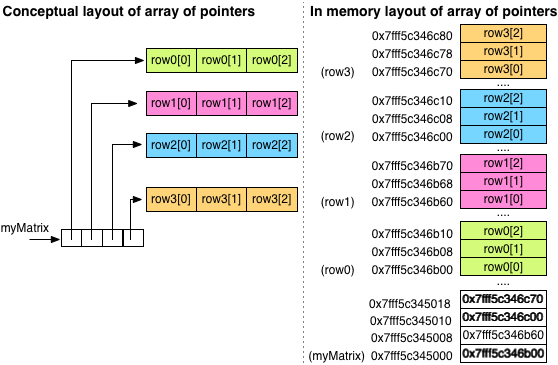 Conceptual layout of array of pointers
row0[0] row0[1] row0[2]
row1[0] row1[1] row1[2]
row2[0] row2[1] row2[2]
row3[0] row3[1] row3[2]
myMatrix
In memory layout of array of pointers
0x7fff5c346c80 row3[2]
0x7fff5c346c78 row3[1]
(row3) 0x7fff5c346c70 row3[0]
....
0x7fff5c346c10 row2[2]
0x7fff5c346c08 row2[1]
(row2) 0x7fff5c346c00 row2[0]
....
0x7fff5c346b70 row1[2]
0x7fff5c346b68 row1[1]
(row1) 0x7fff5c346b60 row1[0]
....
0x7fff5c346b10 row0[2]
0x7fff5c346b08 row0[1]
(row0) 0x7fff5c346b00 row0[0]
....
0x7fff5c345018 0x7fff5c346c70
0x7fff5c345010 0x7fff5c346c00
0x7fff5c345008 0x7fff5c346b60
(myMatrix) 0x7fff5c345000 0x7fff5c346b00